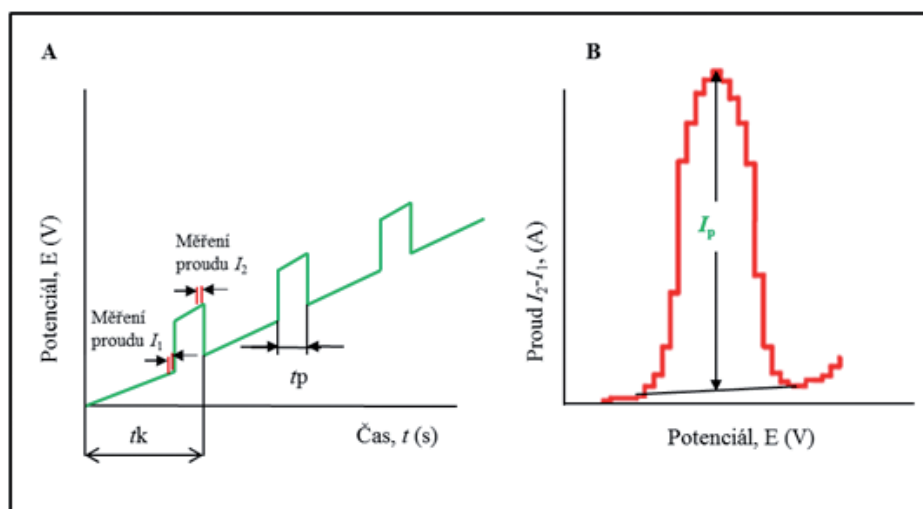 A
Potenciál, E (V)
Měření
proudu I₂
Měření
proudu I₁
tp
tk
Čas, t (s)
B
Proud I₂-I₁, (A)
Iₚ
Potenciál, E (V)